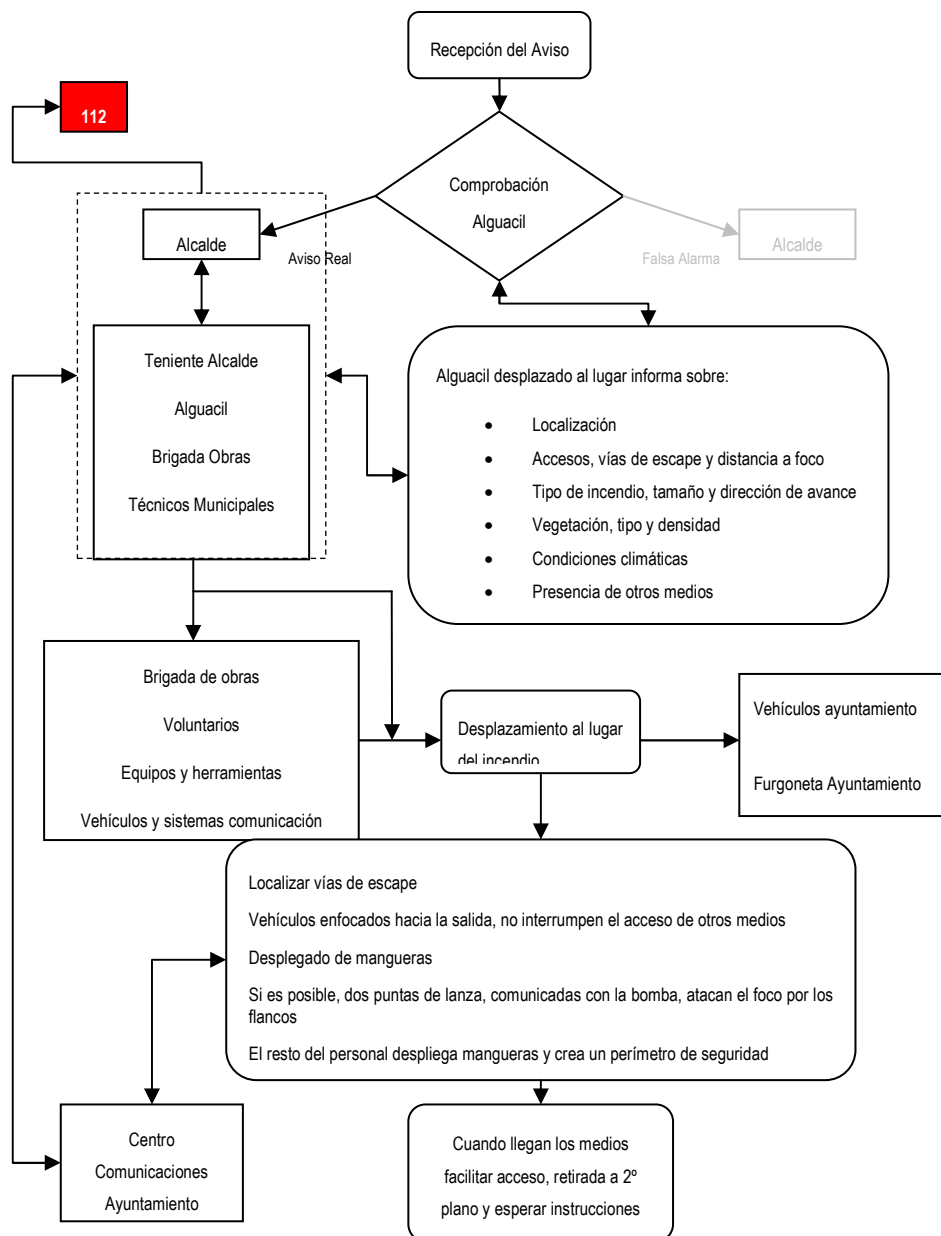 Recepción del Aviso
112
Comprobación
Alguacil
Alcalde
Aviso Real
Falsa Alarma
Alcalde
Teniente Alcalde
Alguacil
Brigada Obras
Técnicos Municipales
Alguacil desplazado al lugar informa sobre:
• Localización
• Accesos, vías de escape y distancia a foco
• Tipo de incendio, tamaño y dirección de avance
• Vegetación, tipo y densidad
• Condiciones climáticas
• Presencia de otros medios
Brigada de obras
Voluntarios
Equipos y herramientas
Vehículos y sistemas comunicación
Desplazamiento al lugar
del incendio
Vehículos ayuntamiento
Furgoneta Ayuntamiento
Localizar vías de escape
Vehículos enfocados hacia la salida, no interrumpen el acceso de otros medios
Desplegado de mangueras
Si es posible, dos puntas de lanza, comunicadas con la bomba, atacan el foco por los
flancos
El resto del personal despliega mangueras y crea un perímetro de seguridad
Centro
Comunicaciones
Ayuntamiento
Cuando llegan los medios
facilitar acceso, retirada a 2º
plano y esperar instrucciones